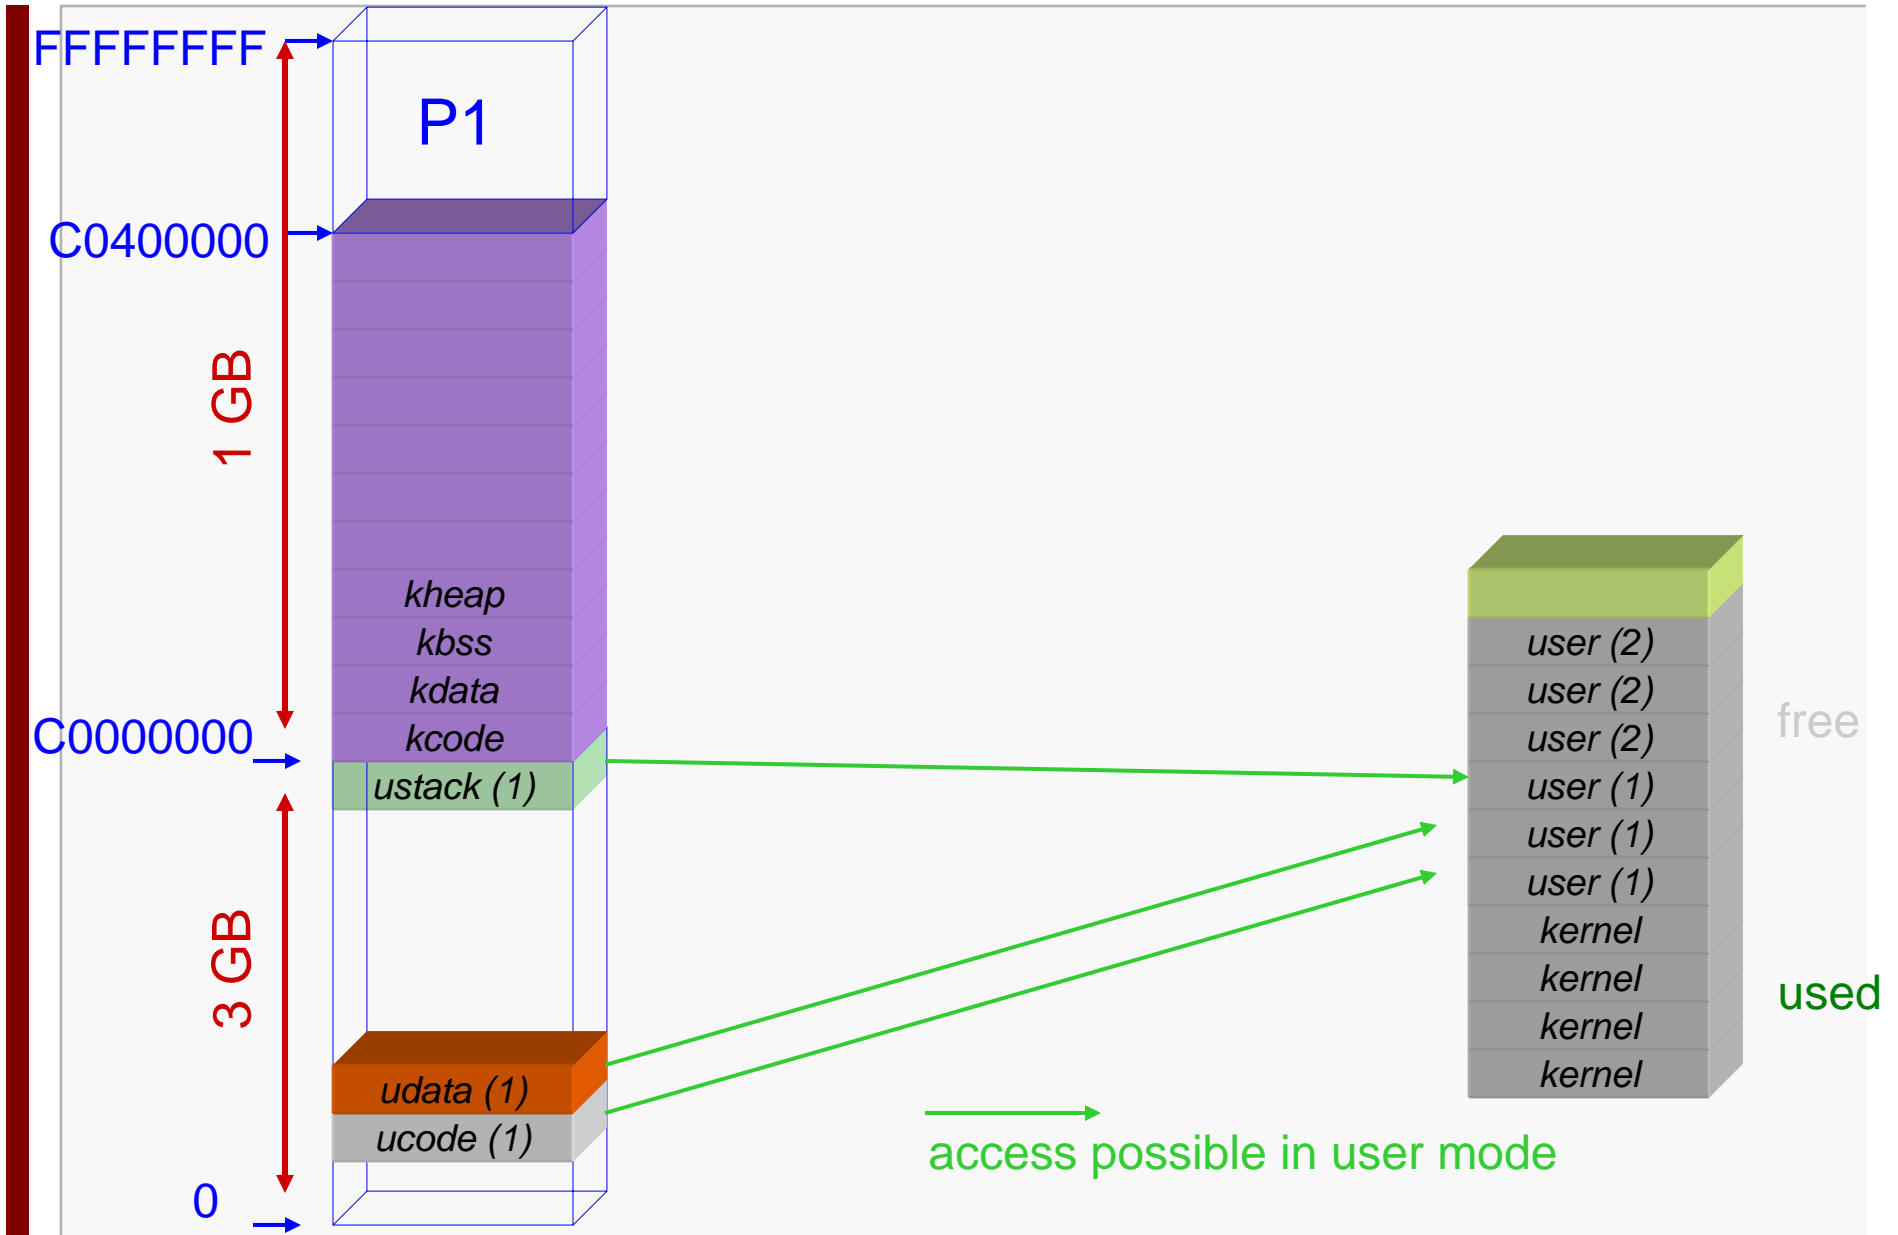 FFFFFFFF
P1
C0400000
1 GB
kheap
kbss
kdata
kcode
C0000000
ustack (1)
3 GB
udata (1)
ucode (1)
0
user (2)
user (2)
user (2)
user (1)
user (1)
user (1)
kernel
kernel
kernel
kernel
free
used
access possible in user mode